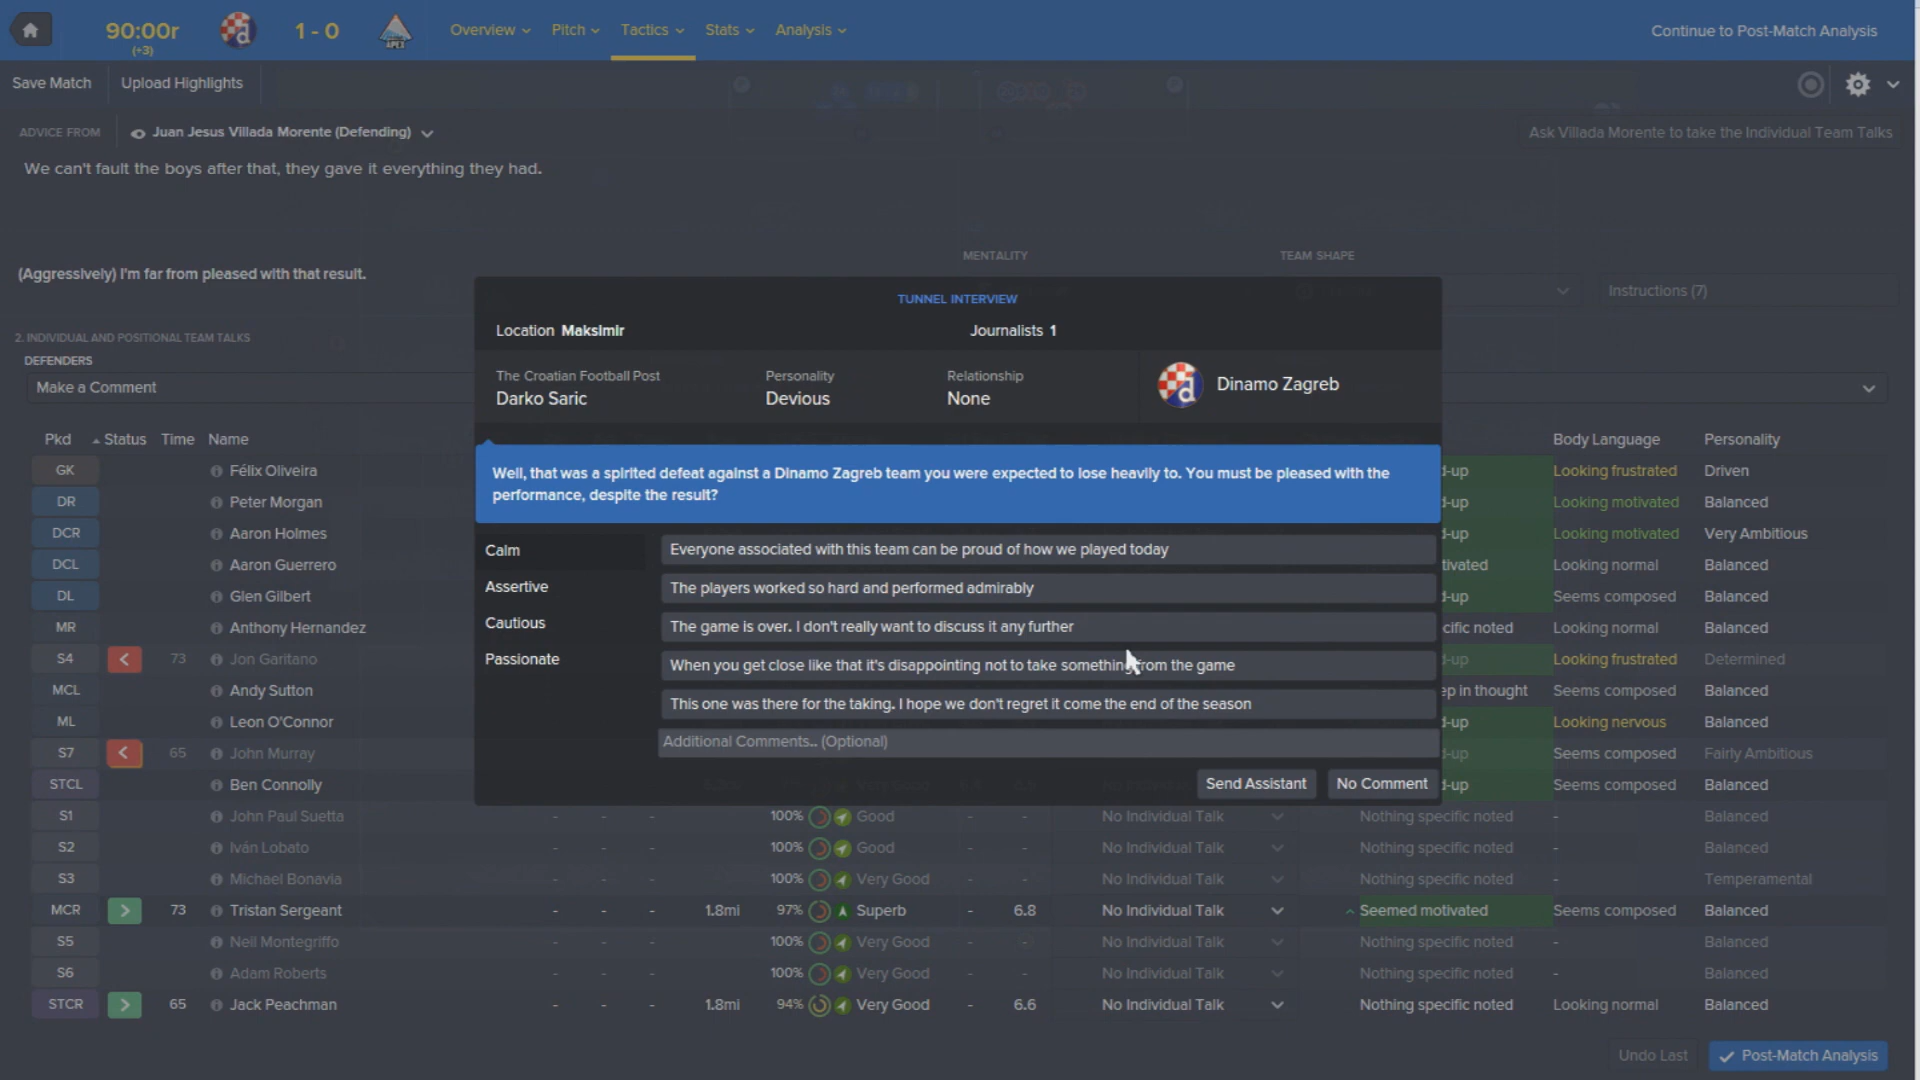 90:00r
(+3)
1 - 0
APEX
Overview
Pitch
Tactics
Stats
Analysis
Continue to Post-Match Analysis
Save Match
Upload Highlights
ADVICE FROM
Juan Jesus Villada Morente (Defending)
Ask Villada Morente to take the Individual Team Talks
We can't fault the boys after that, they gave it everything they had.
MENTALITY
TEAM SHAPE
(Aggressively) I'm far from pleased with that result.
Instructions (7)
2. INDIVIDUAL AND POSITIONAL TEAM TALKS
DEFENDERS
Make a Comment
TUNNEL INTERVIEW
Location Maksimir
Journalists 1
The Croatian Football Post
Darko Saric
Personality
Devious
Relationship
None
Dinamo Zagreb
Well, that was a spirited defeat against a Dinamo Zagreb team you were expected to lose heavily to. You must be pleased with the
performance, despite the result?
Calm
Assertive
Cautious
Passionate
Everyone associated with this team can be proud of how we played today
The players worked so hard and performed admirably
The game is over. I don't really want to discuss it any further
When you get close like that it's disappointing not to take something from the game
This one was there for the taking. I hope we don't regret it come the end of the season
Additional Comments.. (Optional)
Send Assistant
No Comment
Pkd Status Time Name Body Language Personality
GK Félix Oliveira d-up Looking frustrated Driven
DR Peter Morgan d-up Looking motivated Balanced
DCR Aaron Holmes d-up Looking motivated Very Ambitious
DCL Aaron Guerrero tivated Looking normal Balanced
DL Glen Gilbert d-up Seems composed Balanced
MR Anthony Hernandez cific noted Looking normal Balanced
S4 73 Jon Garitano d-up Looking frustrated Determined
MCL Andy Sutton ep in thought Seems composed Balanced
ML Leon O'Connor d-up Looking nervous Balanced
S7 65 John Murray d-up Seems composed Fairly Ambitious
STCL Ben Connolly d-up Seems composed Balanced
S1 John Paul Suetta - - - 100% Good - - No Individual Talk Nothing specific noted - Balanced
S2 Iván Lobato - - - 100% Good - - No Individual Talk Nothing specific noted - Balanced
S3 Michael Bonavia - - - 100% Very Good - - No Individual Talk Nothing specific noted - Temperamental
MCR 73 Tristan Sergeant - - - 1.8mi 97% Superb - 6.8 No Individual Talk Seemed motivated Seems composed Balanced
S5 Neil Montegriffo - - - 100% Very Good - - No Individual Talk Nothing specific noted - Balanced
S6 Adam Roberts - - - 100% Very Good - - No Individual Talk Nothing specific noted - Balanced
STCR 65 Jack Peachman - - - 1.8mi 94% Very Good - 6.6 No Individual Talk Nothing specific noted Looking normal Balanced
Undo Last
Post-Match Analysis